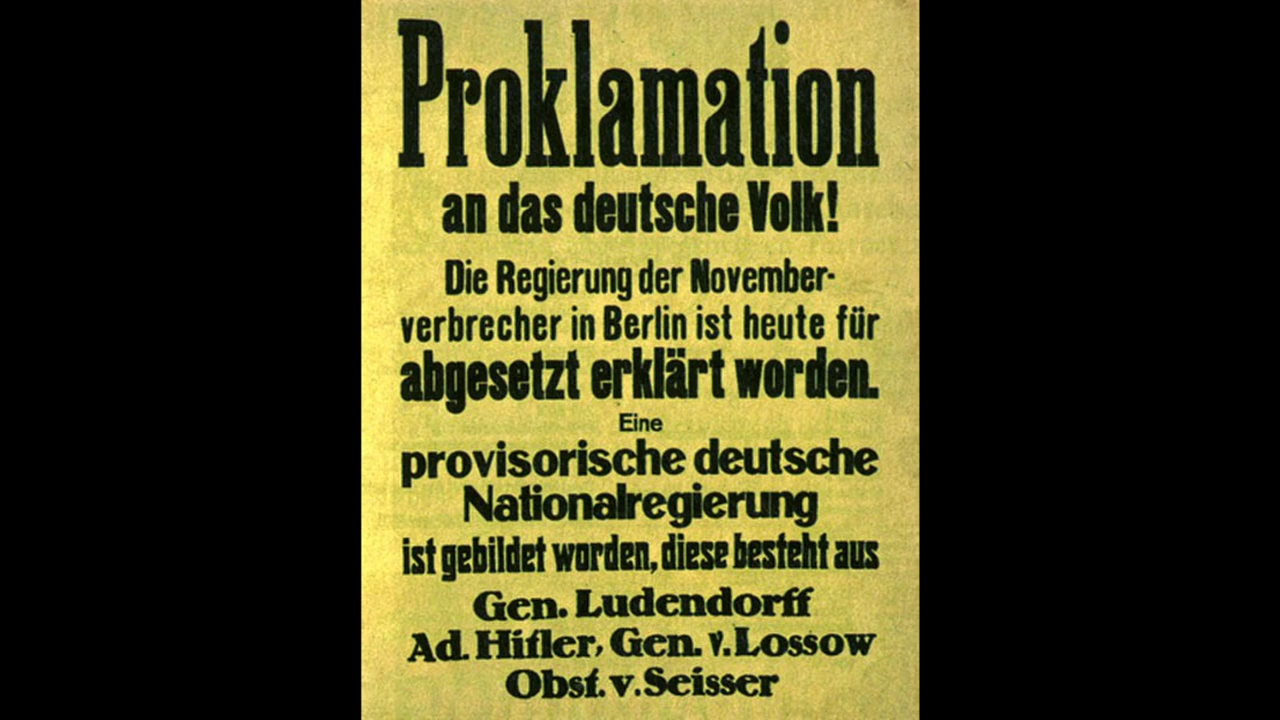 Proklamation
an das deutsche Volk!
Die Regierung der November-
verbrecher in Berlin ist heute für
abgesetzt erklärt worden.
Eine
provisorische deutsche
Nationalregierung
ist gebildet worden, diese besteht aus
Gen. Ludendorff
Ad. Hitler, Gen. v. Lossow
Obst. v. Seisser